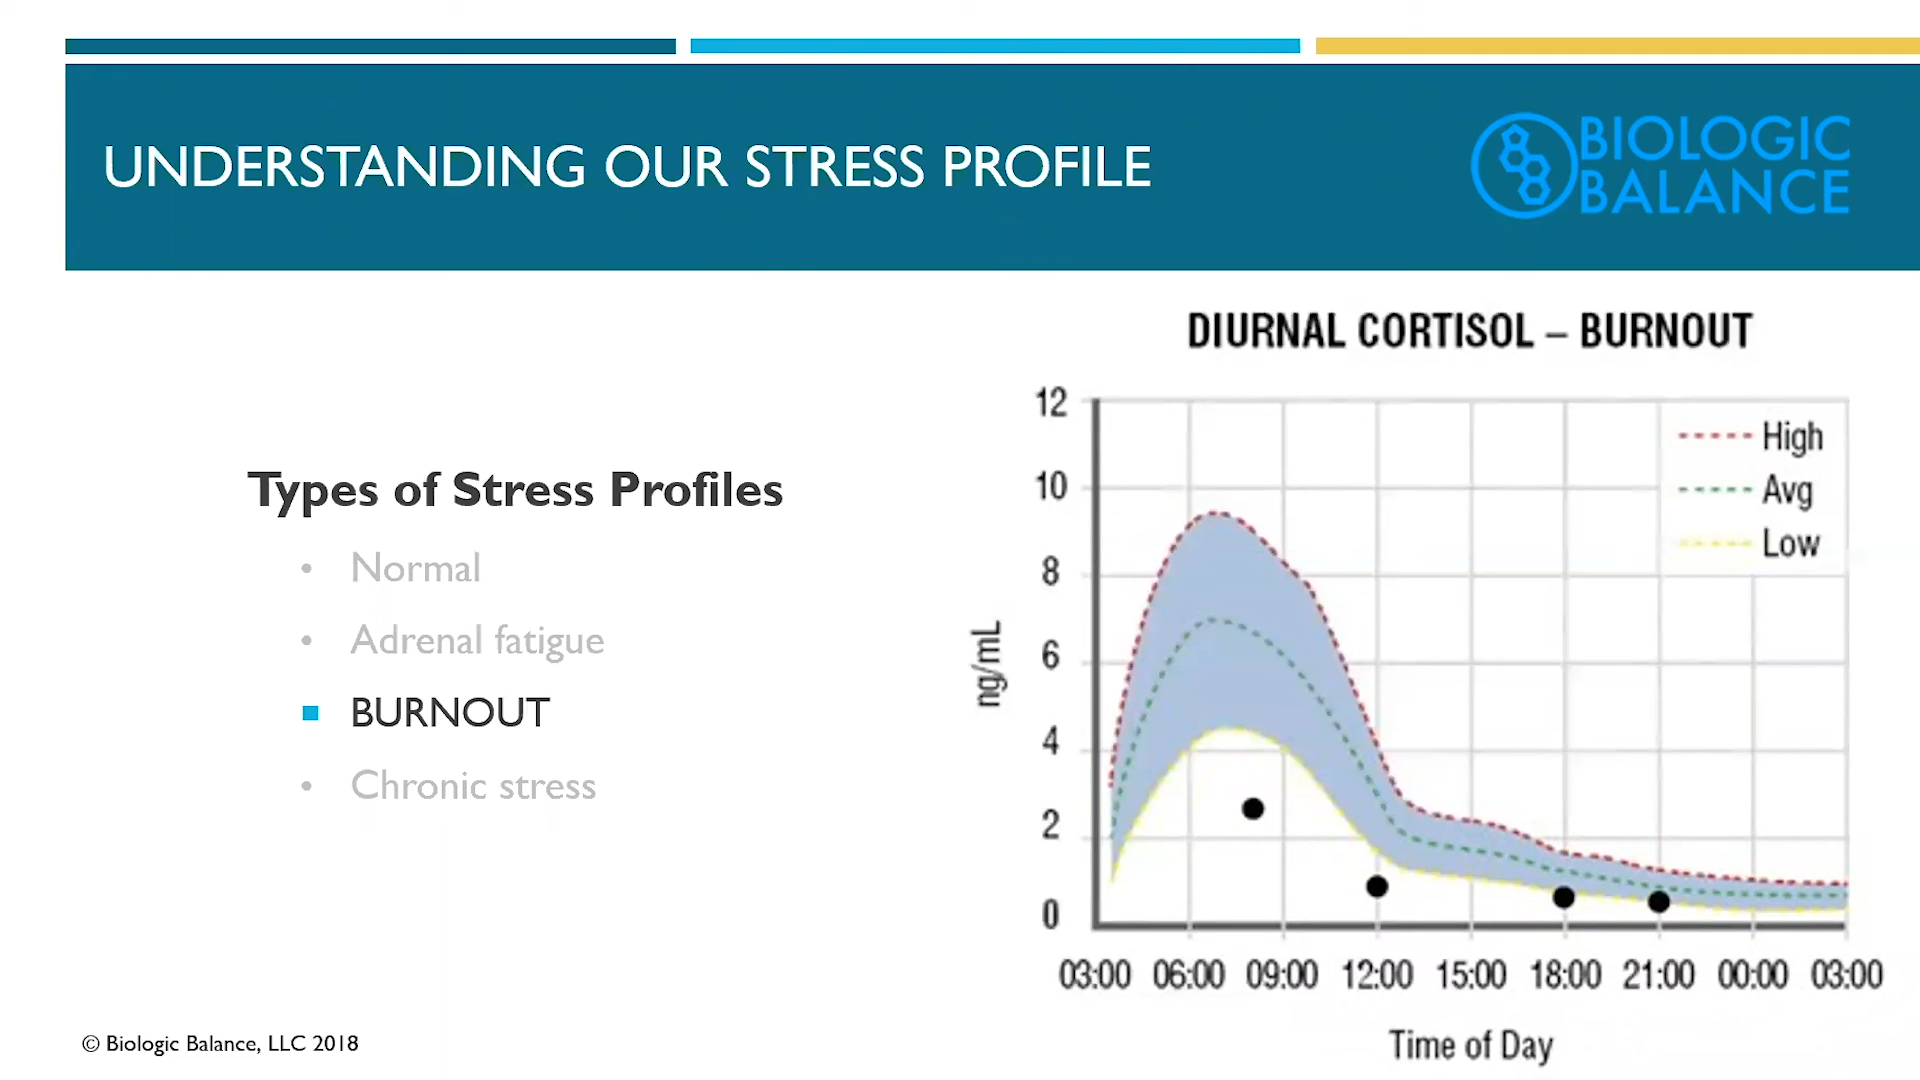 UNDERSTANDING OUR STRESS PROFILE
BIOLOGIC
BALANCE
Types of Stress Profiles
• Normal
• Adrenal fatigue
▪ BURNOUT
• Chronic stress
DIURNAL CORTISOL – BURNOUT
High
Avg
Low
12
10
8
6
4
2
0
ng/mL
03:00 06:00 09:00 12:00 15:00 18:00 21:00 00:00 03:00
Time of Day
© Biologic Balance, LLC 2018